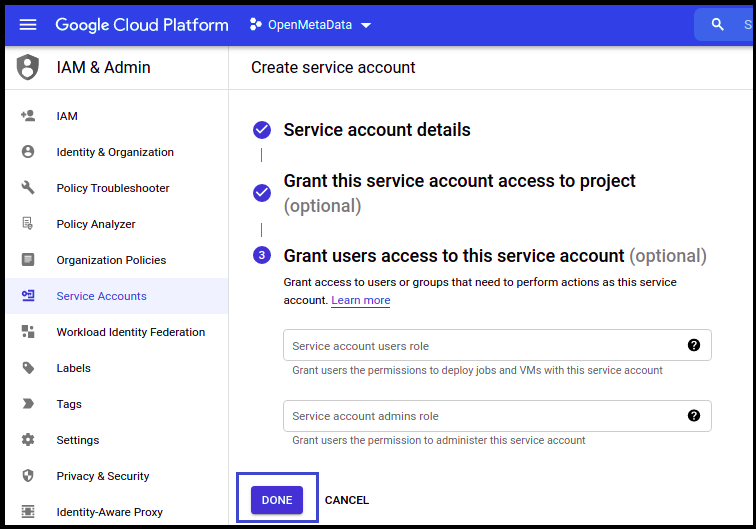 Google Cloud Platform
OpenMetaData
S
IAM & Admin
Create service account
IAM
Identity & Organization
Policy Troubleshooter
Policy Analyzer
Organization Policies
Service Accounts
Workload Identity Federation
Labels
Tags
Settings
Privacy & Security
Identity-Aware Proxy
Service account details
Grant this service account access to project
(optional)
3
Grant users access to this service account (optional)
Grant access to users or groups that need to perform actions as this service
account. Learn more
Service account users role
?
Grant users the permissions to deploy jobs and VMs with this service account
Service account admins role
?
Grant users the permission to administer this service account
DONE
CANCEL